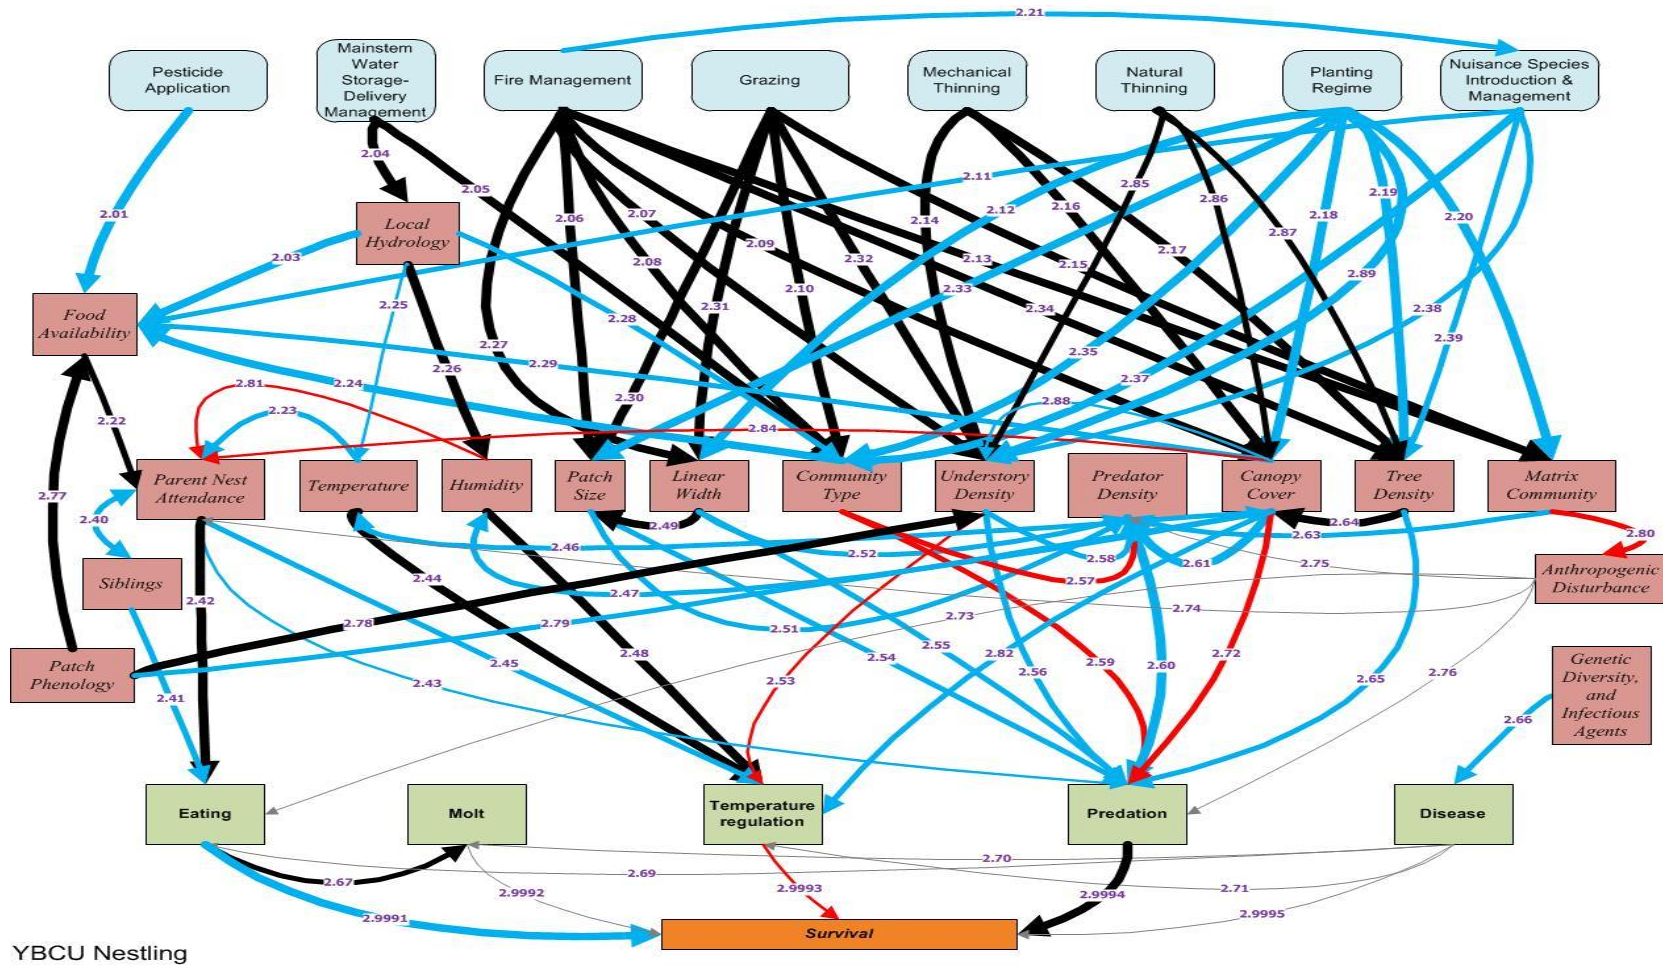 2.21
Pesticide
Application
Mainstem
Water
Storage-
Delivery
Management
Fire Management
Grazing
Mechanical
Thinning
Natural
Thinning
Planting
Regime
Nuisance Species
Introduction &
Management
2.04
2.05
2.01
2.03
Local
Hydrology
2.06
2.07
2.09
2.08
2.32
2.10
2.31
2.11
2.12
2.14
2.13
2.33
2.16
2.15
2.85
2.86
2.17
2.87
2.34
2.18
2.19
2.20
2.89
2.38
2.39
Food
Availability
2.25
2.26
2.28
2.27
2.29
2.24
2.30
2.35
2.37
2.88
2.81
2.23
2.22
2.84
2.77
Parent Nest
Attendance
Temperature
Humidity
Patch
Size
Linear
Width
Community
Type
Understory
Density
Predator
Density
Canopy
Cover
Tree
Density
Matrix
Community
2.40
2.49
2.64
2.46
2.52
2.58
2.57
2.61
2.63
2.75
2.80
Siblings
Anthropogenic
Disturbance
2.44
2.42
2.47
2.74
2.73
2.78
2.79
2.51
Patch
Phenology
2.41
2.43
2.45
2.48
2.53
2.54
2.55
2.82
2.56
2.59
2.60
2.72
2.65
2.76
Genetic
Diversity,
and
Infectious
Agents
2.66
Eating
Molt
Temperature
regulation
Predation
Disease
2.67
2.69
2.70
2.71
2.9991
2.9992
2.9993
2.9994
2.9995
Survival
YBCU Nestling